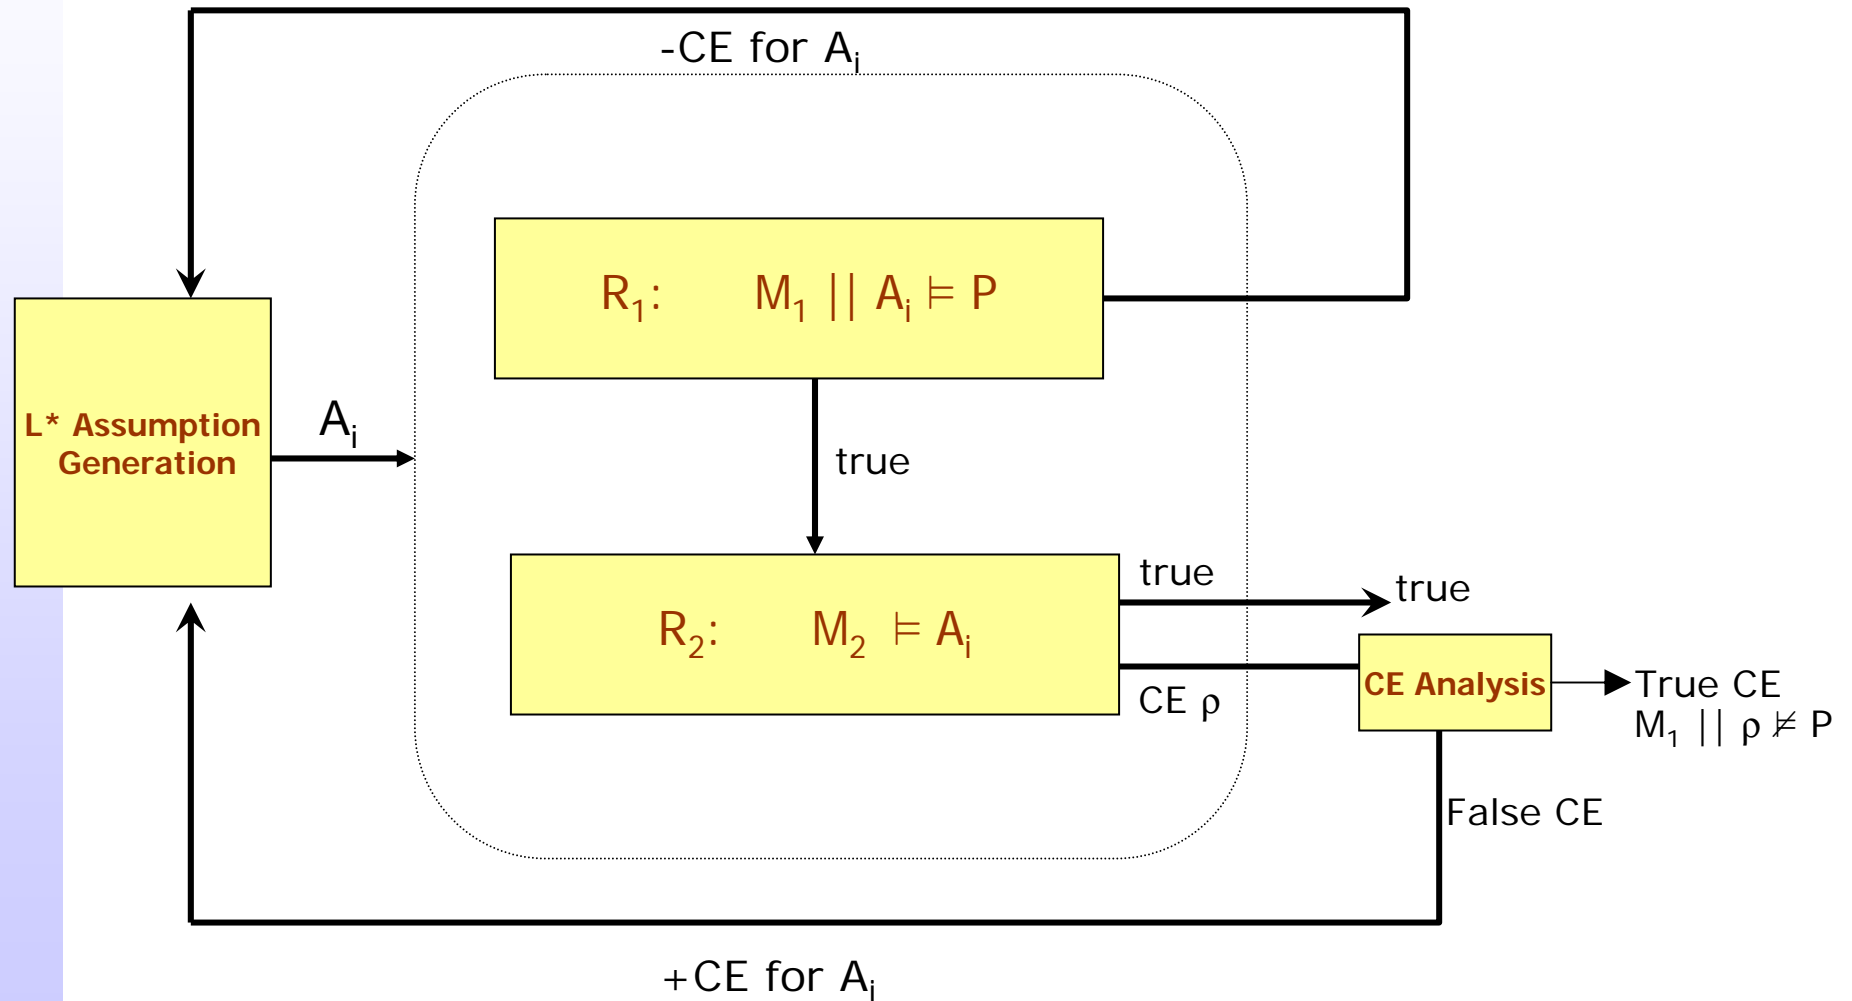 -CE for Aᵢ
R₁: M₁ || Aᵢ ⊨ P
L* Assumption
Generation
Aᵢ
true
R₂: M₂ ⊨ Aᵢ
true
true
CE ρ
CE Analysis
True CE
M₁ || ρ ⊭ P
False CE
+CE for Aᵢ